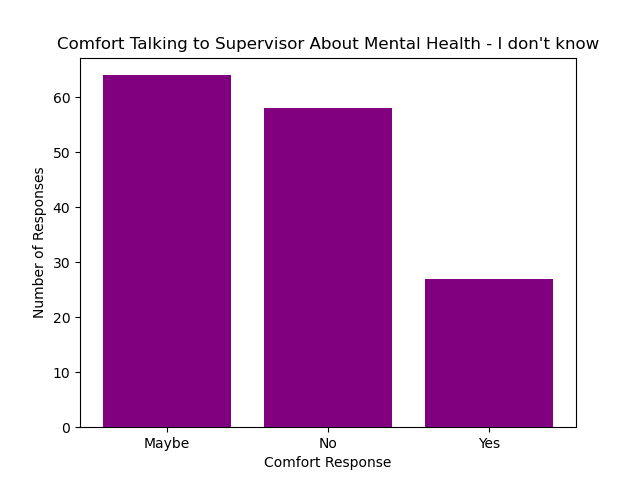 Comfort Talking to Supervisor About Mental Health - I don't know
Number of Responses
60
50
40
30
20
10
0
Maybe No Yes
Comfort Response